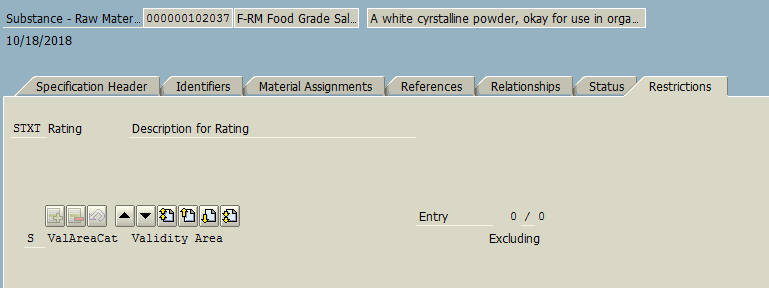 Substance - Raw Mater... 000000102037 F-RM Food Grade Sal... A white cyrstalline powder, okay for use in orga...
10/18/2018
Specification Header Identifiers Material Assignments References Relationships Status Restrictions
STXT Rating Description for Rating
Entry 0 / 0
S ValAreaCat Validity Area Excluding